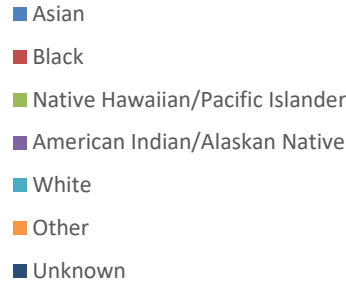 Asian
Black
Native Hawaiian/Pacific Islander
American Indian/Alaskan Native
White
Other
Unknown